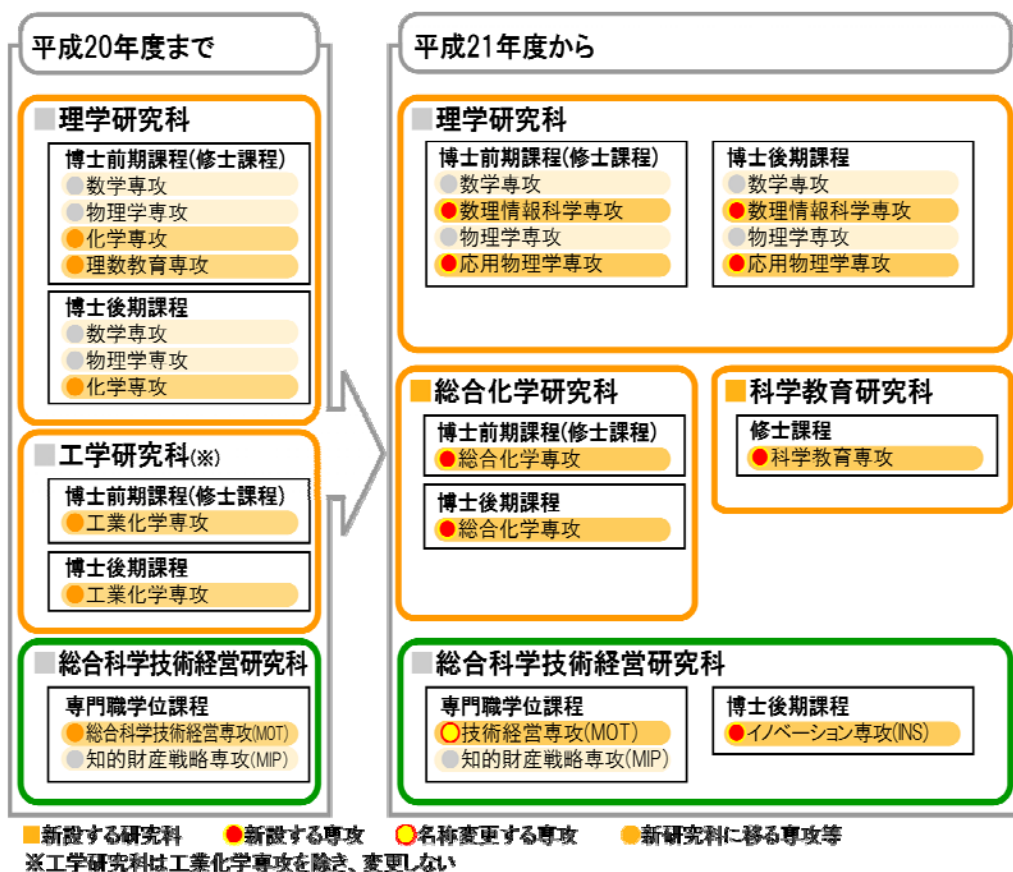 平成20年度まで
■理学研究科
博士前期課程(修士課程)
●数学専攻
●物理学専攻
●化学専攻
●理数教育専攻
博士後期課程
●数学専攻
●物理学専攻
●化学専攻
■工学研究科(※)
博士前期課程(修士課程)
●工業化学専攻
博士後期課程
●工業化学専攻
■総合科学技術経営研究科
専門職学位課程
●総合科学技術経営専攻(MOT)
●知的財産戦略専攻(MIP)
平成21年度から
■理学研究科
博士前期課程(修士課程)
●数学専攻
●数理情報科学専攻
●物理学専攻
●応用物理学専攻
博士後期課程
●数学専攻
●数理情報科学専攻
●物理学専攻
●応用物理学専攻
■総合化学研究科
博士前期課程(修士課程)
●総合化学専攻
博士後期課程
●総合化学専攻
■科学教育研究科
修士課程
●科学教育専攻
■総合科学技術経営研究科
専門職学位課程
●技術経営専攻(MOT)
●知的財産戦略専攻(MIP)
博士後期課程
●イノベーション専攻(INS)
■新設する研究科 ●新設する専攻 ●名称変更する専攻 ●新研究科に移る専攻等
※工学研究科は工業化学専攻を除き、変更しない